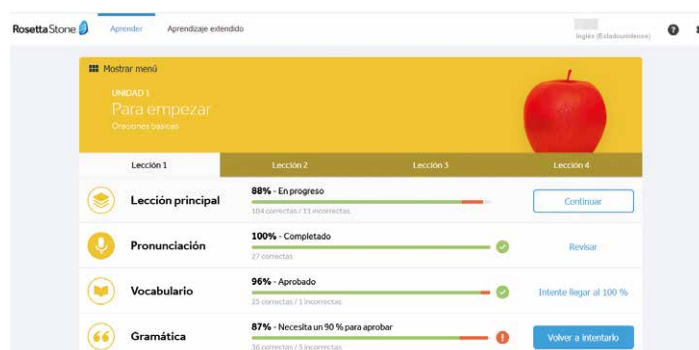 RosettaStone Aprender Aprendizaje extendido
Inglés (Estadounidense)
Mostrar menú
UNIDAD 1
Para empezar
Oraciones básicas
Lección 1 Lección 2 Lección 3 Lección 4
Lección principal 88% - En progreso Continuar
104 correctas / 11 incorrectas
Pronunciación 100% - Completado Revisar
27 correctas
Vocabulario 96% - Aprobado Intente llegar al 100 %
25 correctas / 1 incorrectas
Gramática 87% - Necesita un 90 % para aprobar Volver a intentarlo
36 correctas / 5 incorrectas